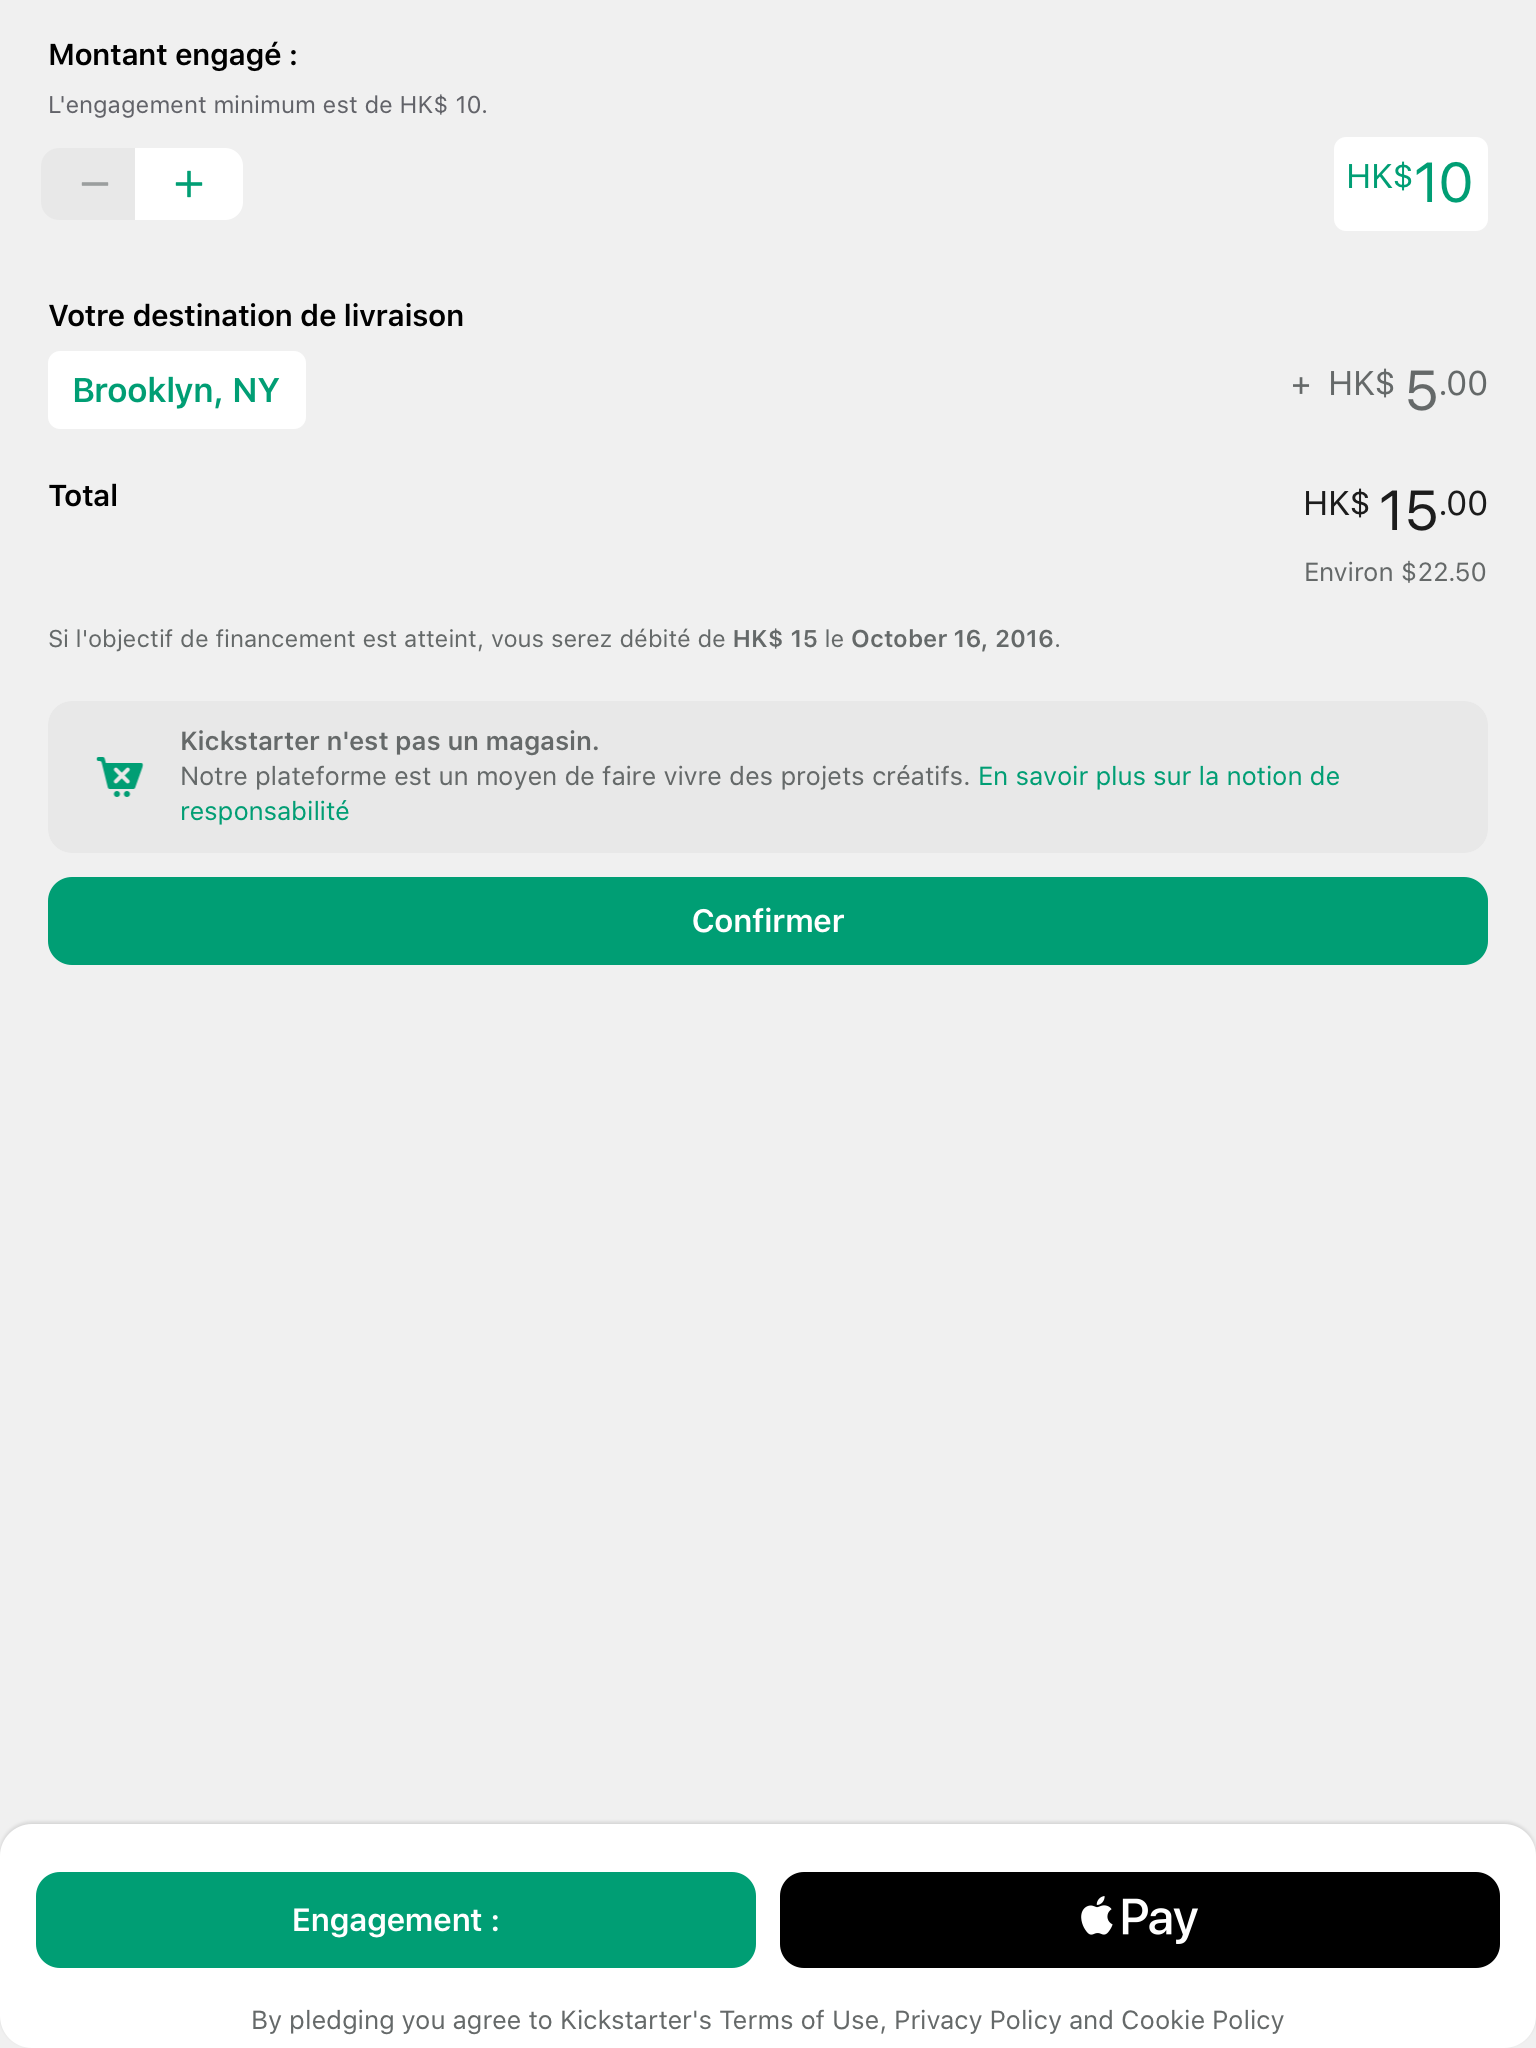 Montant engagé :
L'engagement minimum est de HK$ 10.
HK$10
Votre destination de livraison
Brooklyn, NY
+ HK$ 5.00
Total
HK$ 15.00
Environ $22.50
Si l'objectif de financement est atteint, vous serez débité de HK$ 15 le October 16, 2016.
Kickstarter n'est pas un magasin.
Notre plateforme est un moyen de faire vivre des projets créatifs. En savoir plus sur la notion de
responsabilité
Confirmer
Engagement :
Pay
By pledging you agree to Kickstarter's Terms of Use, Privacy Policy and Cookie Policy